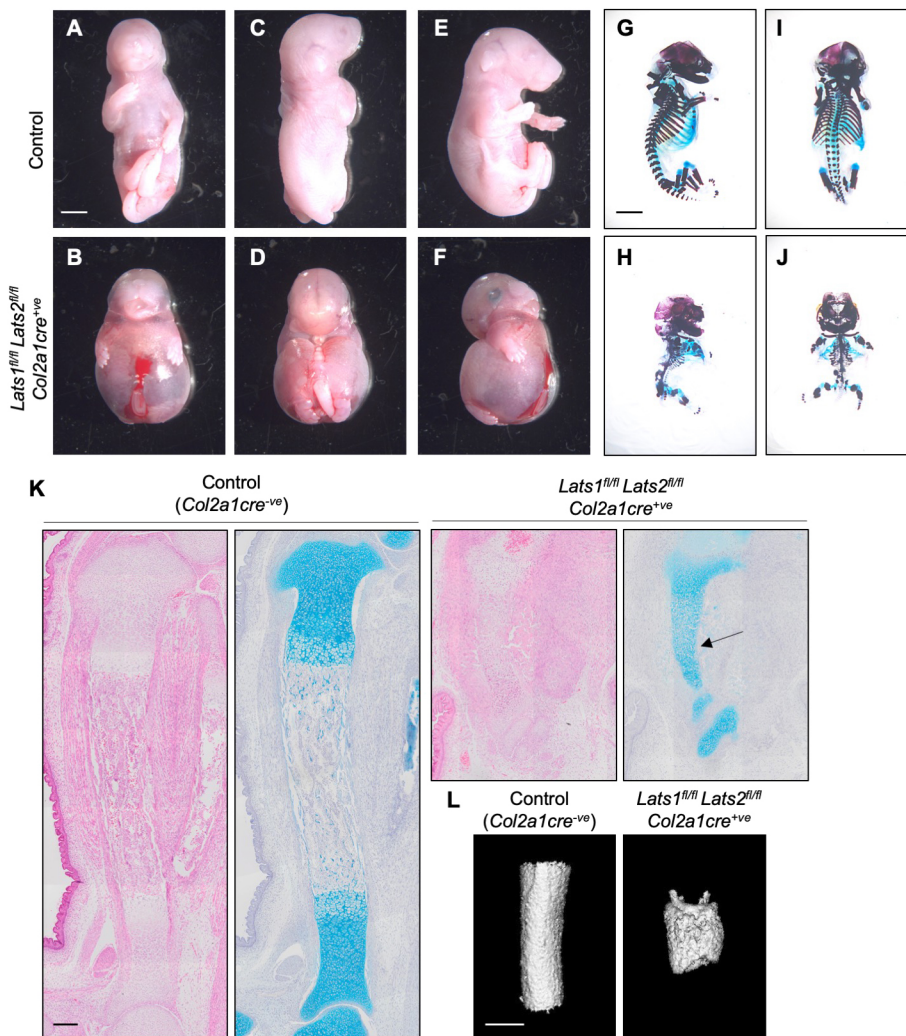 A
C
E
G
I
Control
B
D
F
H
J
Lats1fl/fl Lats2fl/fl
Col2a1cre+ve
K
Control
(Col2a1cre-ve)
Lats1fl/fl Lats2fl/fl
Col2a1cre+ve
L
Control
(Col2a1cre-ve)
Lats1fl/fl Lats2fl/fl
Col2a1cre+ve